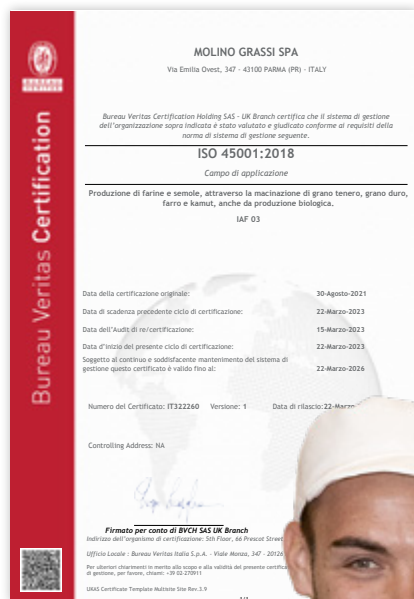 BUREAU
VERITAS
Bureau Veritas Certification
MOLINO GRASSI SPA
Via Emilia Ovest, 347 - 43100 PARMA (PR) - ITALY
Bureau Veritas Certification Holding SAS - UK Branch certifica che il sistema di gestione
dell'organizzazione sopra indicata è stato valutato e giudicato conforme ai requisiti della
norma di sistema di gestione seguente.
ISO 45001:2018
Campo di applicazione
Produzione di farine e semole, attraverso la macinazione di grano tenero, grano duro,
farro e kamut, anche da produzione biologica.
IAF 03
Data della certificazione originale: 30-Agosto-2021
Data di scadenza precedente ciclo di certificazione: 22-Marzo-2023
Data dell'Audit di re/certificazione: 15-Marzo-2023
Data d'inizio del presente ciclo di certificazione: 22-Marzo-2023
Soggetto al continuo e soddisfacente mantenimento del sistema di
gestione questo certificato è valido fino al: 22-Marzo-2026
Numero del Certificato: IT322260 Versione: 1 Data di rilascio:22-Marzo
Controlling Address: NA
Firmato per conto di BVCH SAS UK Branch
Indirizzo dell'organismo di certificazione: 5th Floor, 66 Prescot Street
Ufficio Locale : Bureau Veritas Italia S.p.A. - Viale Monza, 347 - 20126
Per ulteriori chiarimenti in merito allo scopo e alla validità del presente certifica
di gestione, per favore, chiami: +39 02-270911
UKAS Certificate Template Multisite Site Rev.3.9